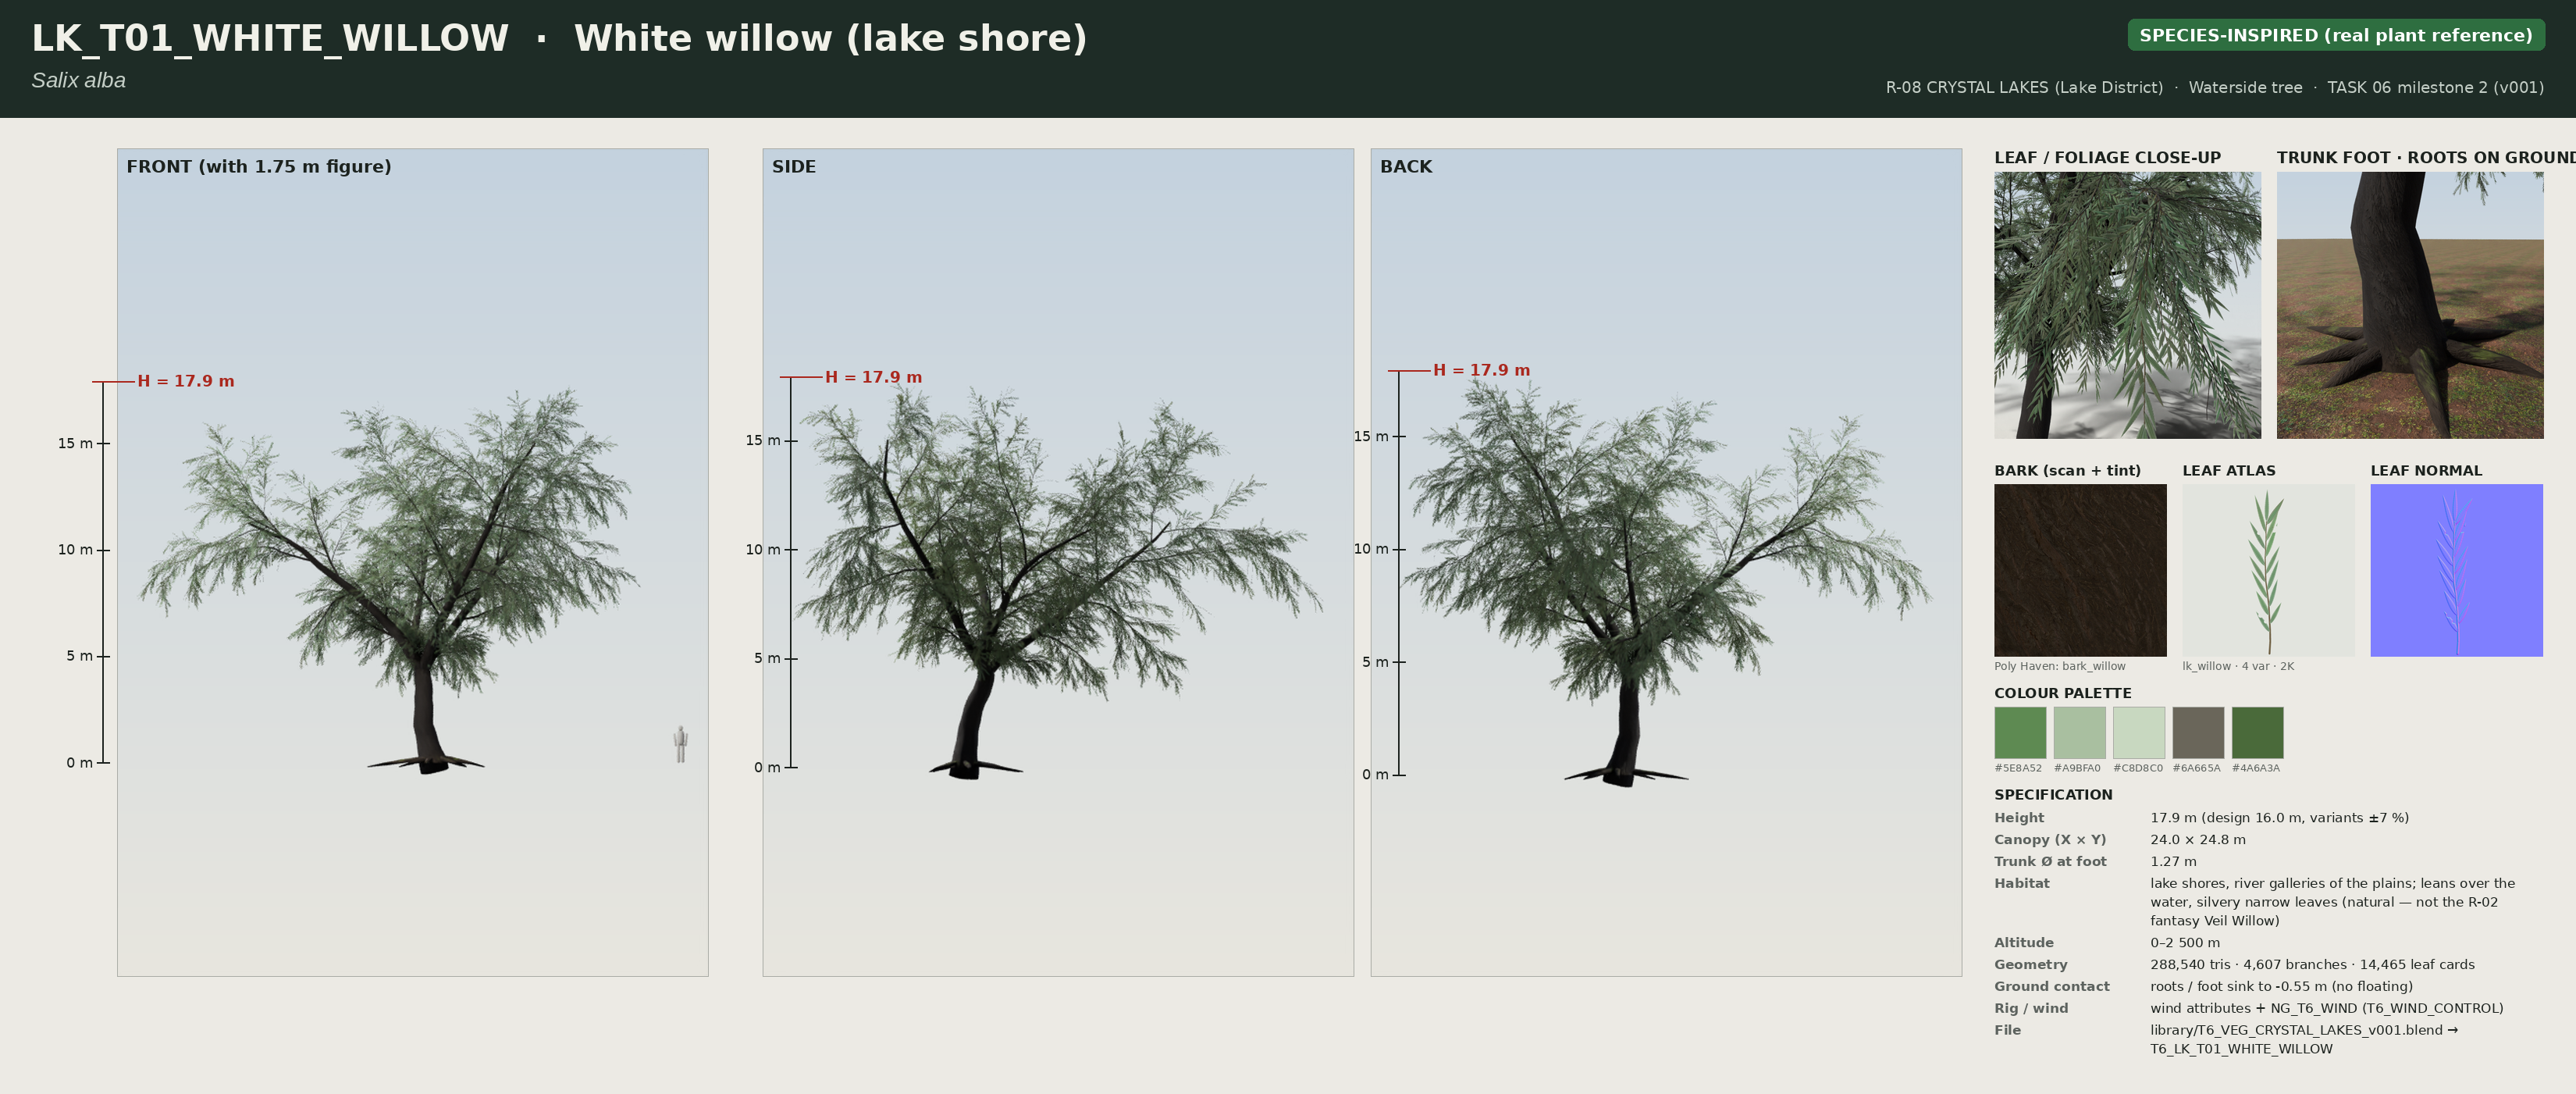 LK_T01_WHITE_WILLOW · White willow (lake shore)
Salix alba
SPECIES-INSPIRED (real plant reference)
R-08 CRYSTAL LAKES (Lake District) · Waterside tree · TASK 06 milestone 2 (v001)
FRONT (with 1.75 m figure)
H = 17.9 m
15 m
10 m
5 m
0 m
SIDE
H = 17.9 m
15 m
10 m
5 m
0 m
BACK
H = 17.9 m
15 m
10 m
5 m
0 m
LEAF / FOLIAGE CLOSE-UP
TRUNK FOOT · ROOTS ON GROUND
BARK (scan + tint)
LEAF ATLAS
LEAF NORMAL
Poly Haven: bark_willow
lk_willow · 4 var · 2K
COLOUR PALETTE
#5E8A52 #A9BFA0 #C8D8C0 #6A665A #4A6A3A
SPECIFICATION
Height 17.9 m (design 16.0 m, variants ±7 %)
Canopy (X × Y) 24.0 × 24.8 m
Trunk Ø at foot 1.27 m
Habitat lake shores, river galleries of the plains; leans over the
water, silvery narrow leaves (natural — not the R-02
fantasy Veil Willow)
Altitude 0–2 500 m
Geometry 288,540 tris · 4,607 branches · 14,465 leaf cards
Ground contact roots / foot sink to -0.55 m (no floating)
Rig / wind wind attributes + NG_T6_WIND (T6_WIND_CONTROL)
File library/T6_VEG_CRYSTAL_LAKES_v001.blend →
T6_LK_T01_WHITE_WILLOW